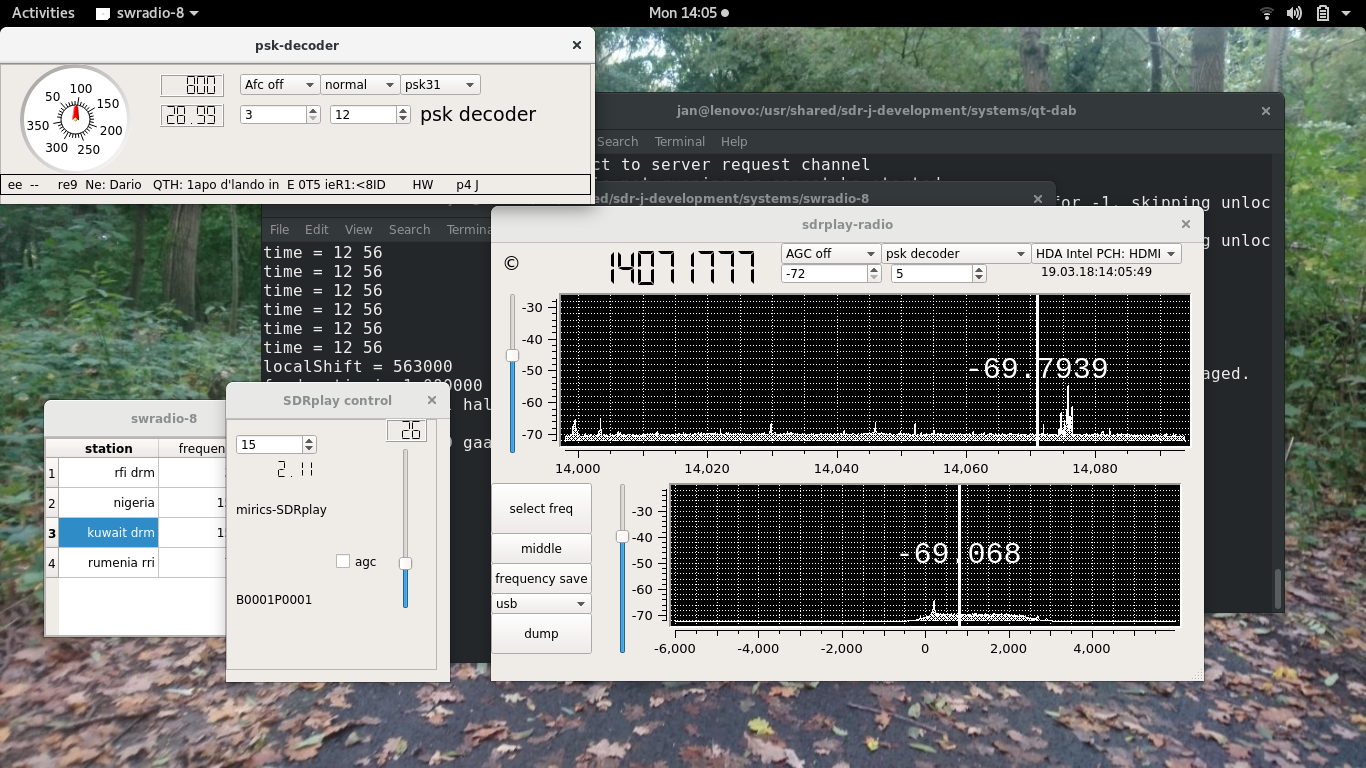 Activities swradio-8 Mon 14:05
psk-decoder
800 Afc off normal psk31
28.99 3 12 psk decoder
50 100 150 200 250 300 350
ee -- re9 Ne: Dario QTH: 1apo d'lando in E 0T5 ieR1:<8ID HW p4 J
jan@lenovo:/usr/shared/sdr-j-development/systems/qt-dab
Search Terminal Help
ct to server request channel
for -1, skipping unloc
unloc
aged.
ed/sdr-j-development/systems/swradio-8
File Edit View Search Termina
time = 12 56
time = 12 56
time = 12 56
time = 12 56
time = 12 56
time = 12 56
localShift = 563000
hal
gaa
sdrplay-radio
© 14071777 AGC off psk decoder HDA Intel PCH: HDMI
-72 5 19.03.18:14:05:49
-30
-40
-50
-60
-70
-69.7939
14,000 14,020 14,040 14,060 14,080
select freq
middle
frequency save
usb
dump
-30
-40
-50
-60
-70
-69.068
-6,000 -4,000 -2,000 0 2,000 4,000
swradio-8
station frequen
1 rfi drm
2 nigeria 1
3 kuwait drm 1
4 rumenia rri
SDRplay control
26
15
2.11
mirics-SDRplay
agc
B0001P0001